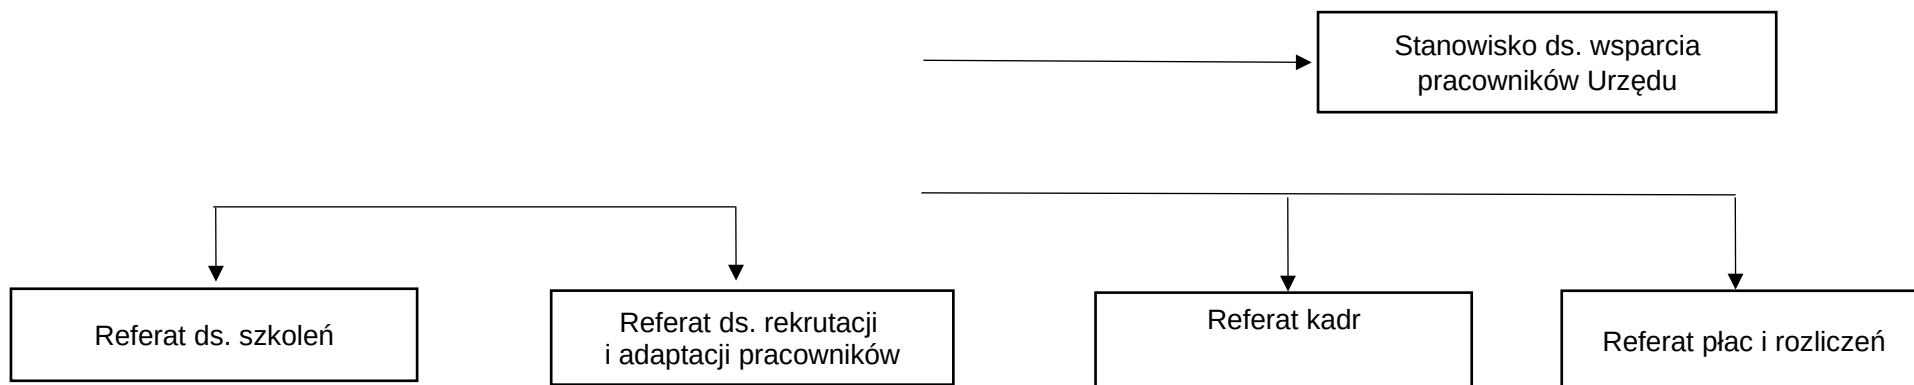 Stanowisko ds. wsparcia
pracowników Urzędu
Referat ds. szkoleń
Referat ds. rekrutacji
i adaptacji pracowników
Referat kadr
Referat płac i rozliczeń